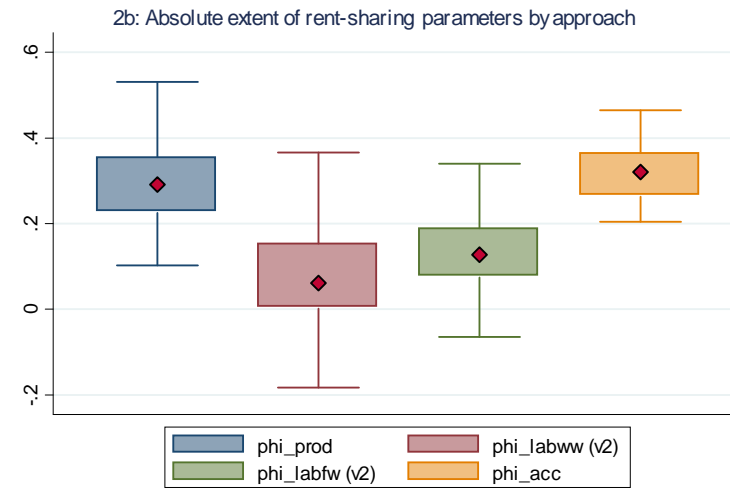 2b: Absolute extent of rent-sharing parameters by approach
.6
.4
.2
0
-.2
phi_prod
phi_labww (v2)
phi_labfw (v2)
phi_acc